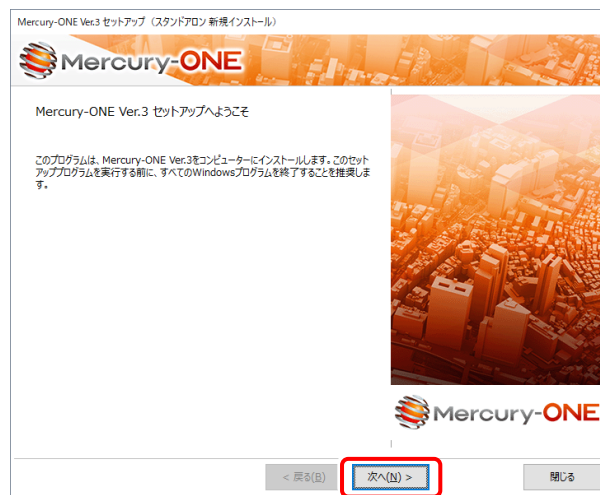 Mercury-ONE Ver.3 セットアップ（スタンドアロン 新規インストール）
Mercury-ONE
Mercury-ONE Ver.3 セットアップへようこそ
このプログラムは、Mercury-ONE Ver.3をコンピューターにインストールします。このセット
アッププログラムを実行する前に、すべてのWindowsプログラムを終了することを推奨しま
す。
Mercury-ONE
< 戻る(B)
次へ(N) >
閉じる